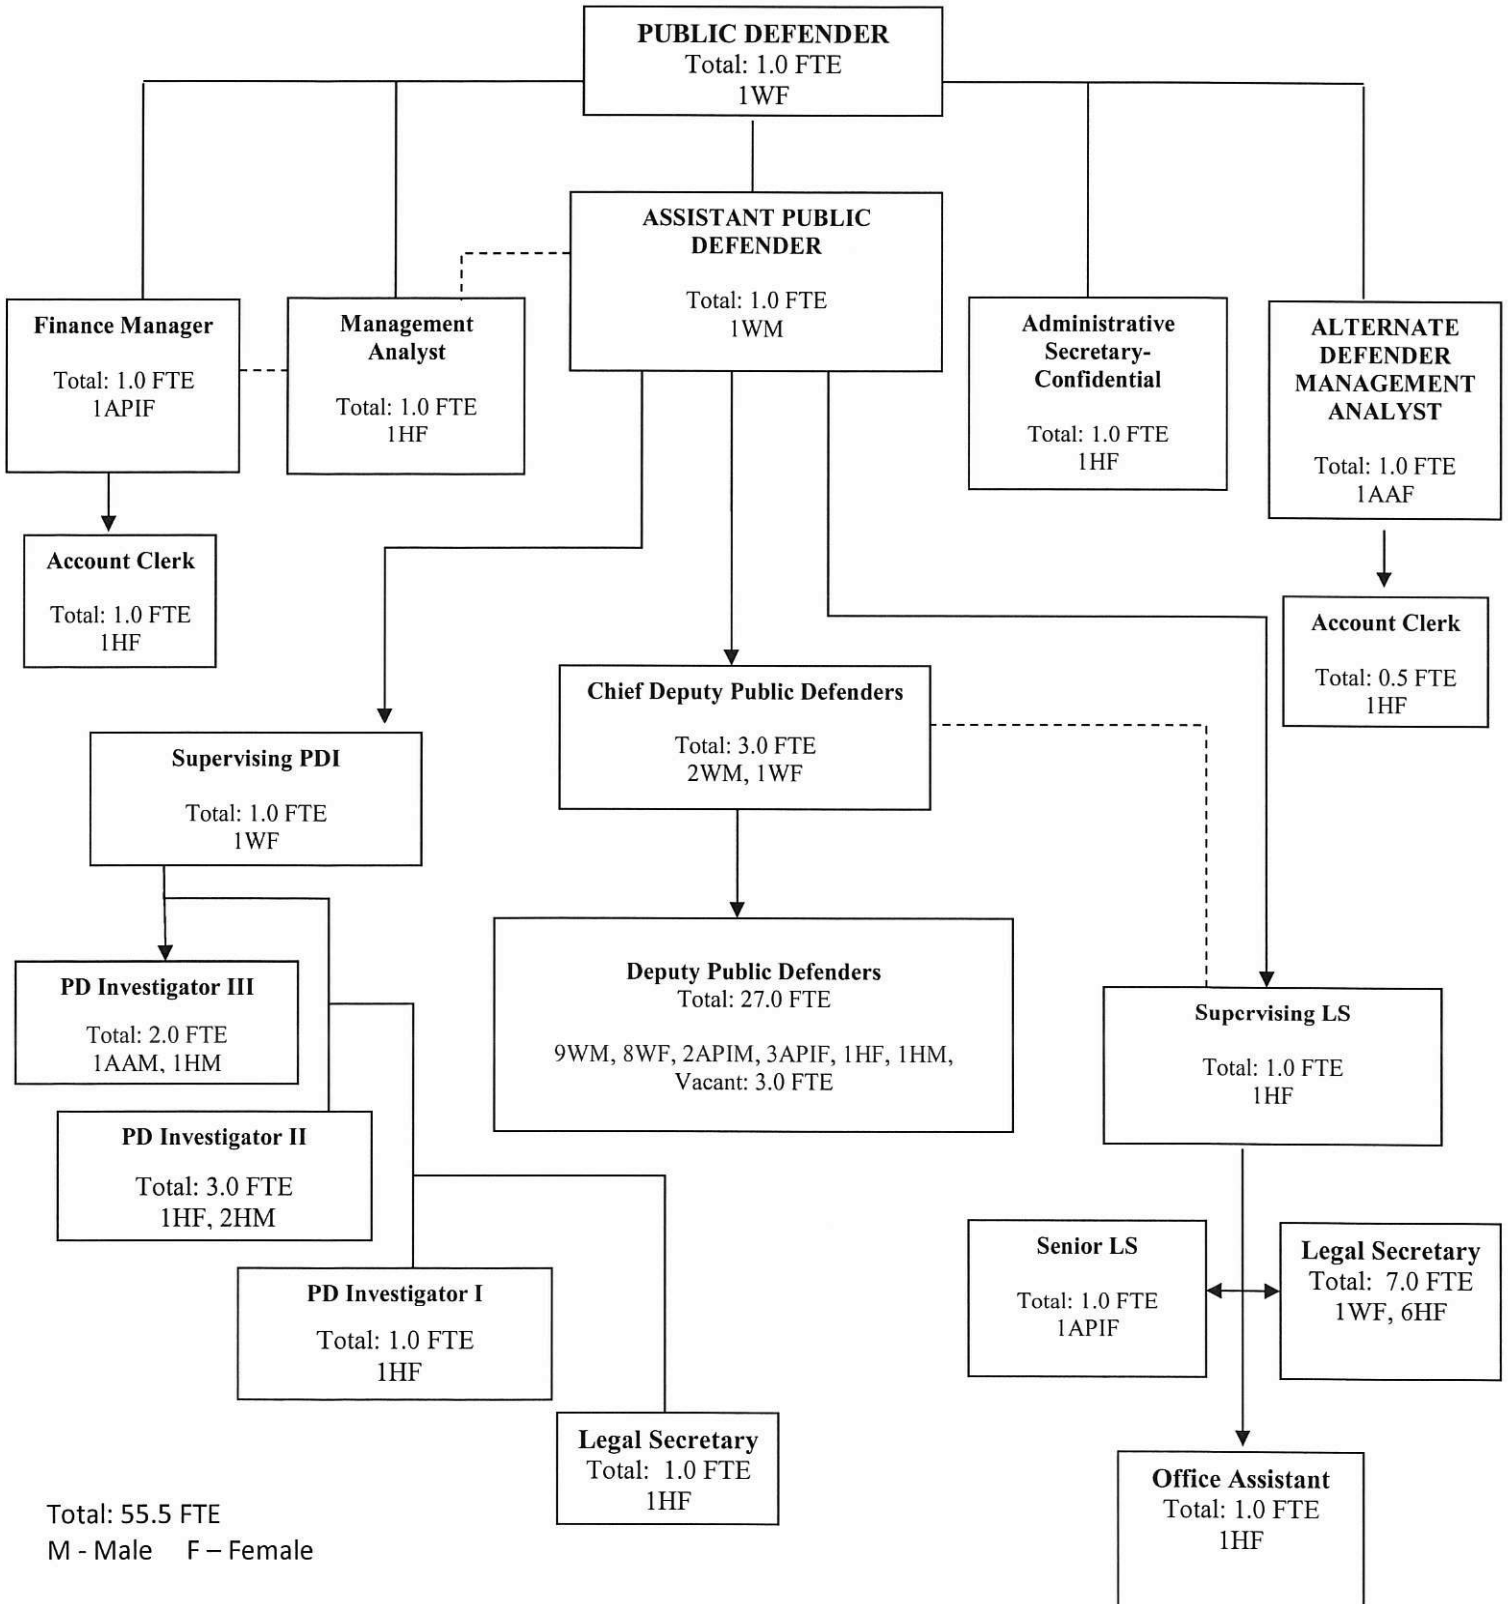 PUBLIC DEFENDER
Total: 1.0 FTE
1WF
ASSISTANT PUBLIC
DEFENDER
Total: 1.0 FTE
1WM
Finance Manager
Total: 1.0 FTE
1APIF
Management
Analyst
Total: 1.0 FTE
1HF
Administrative
Secretary-
Confidential
Total: 1.0 FTE
1HF
ALTERNATE
DEFENDER
MANAGEMENT
ANALYST
Total: 1.0 FTE
1AAF
Account Clerk
Total: 1.0 FTE
1HF
Account Clerk
Total: 0.5 FTE
1HF
Chief Deputy Public Defenders
Total: 3.0 FTE
2WM, 1WF
Supervising PDI
Total: 1.0 FTE
1WF
Deputy Public Defenders
Total: 27.0 FTE
9WM, 8WF, 2APIM, 3APIF, 1HF, 1HM,
Vacant: 3.0 FTE
PD Investigator III
Total: 2.0 FTE
1AAM, 1HM
Supervising LS
Total: 1.0 FTE
1HF
PD Investigator II
Total: 3.0 FTE
1HF, 2HM
Senior LS
Total: 1.0 FTE
1APIF
Legal Secretary
Total: 7.0 FTE
1WF, 6HF
PD Investigator I
Total: 1.0 FTE
1HF
Legal Secretary
Total: 1.0 FTE
1HF
Office Assistant
Total: 1.0 FTE
1HF
Total: 55.5 FTE
M - Male F – Female